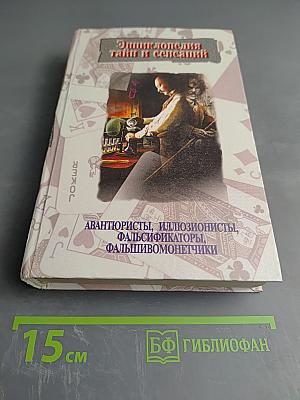 Энциклопедия
тайн и сенсаций
JOKER
АВАНТЮРИСТЫ, ИЛЛЮЗИОНИСТЫ,
ФАЛЬСИФИКАТОРЫ,
ФАЛЬШИВОМОНЕТЧИКИ
15 см
БФ ГИБЛИОФАН